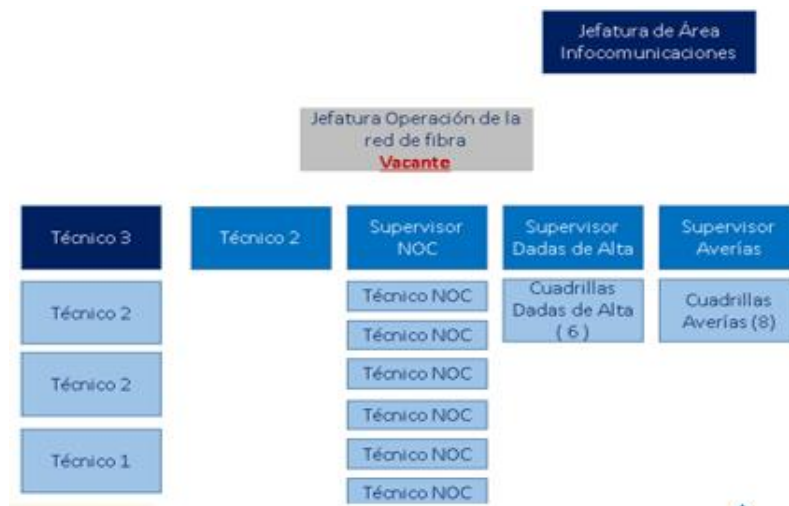 Jefatura de Área
Infocomunicaciones
Jefatura Operación de la
red de fibra
Vacante
Técnico 3
Técnico 2
Supervisor
NOC
Supervisor
Dadas de Alta
Supervisor
Averías
Técnico 2
Técnico 2
Técnico 1
Técnico NOC
Técnico NOC
Técnico NOC
Técnico NOC
Técnico NOC
Técnico NOC
Cuadrillas
Dadas de Alta
( 6 )
Cuadrillas
Averías (8)